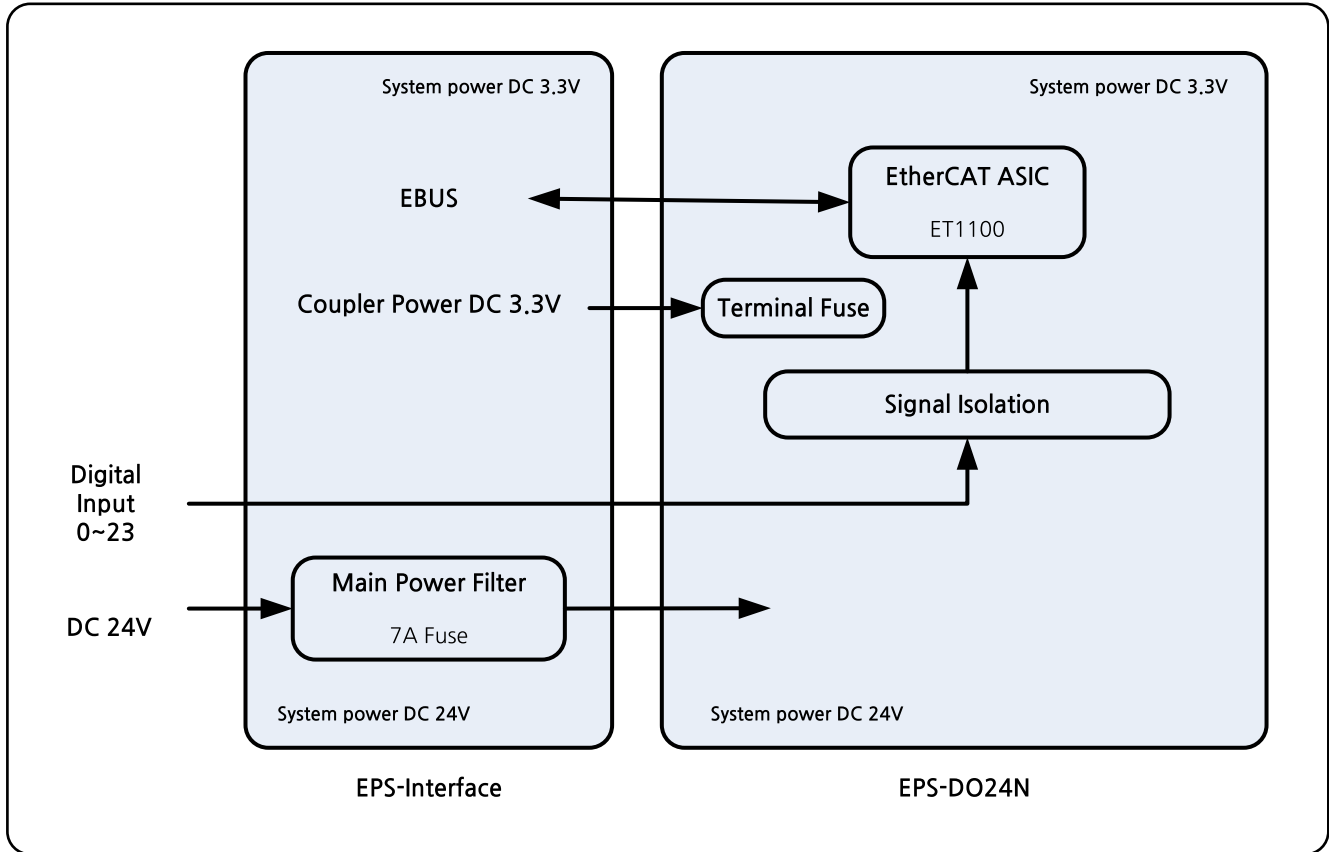 System power DC 3.3V
System power DC 3.3V
EtherCAT ASIC
ET1100
EBUS
Coupler Power DC 3.3V
Terminal Fuse
Signal Isolation
Digital
Input
0~23
Main Power Filter
7A Fuse
DC 24V
System power DC 24V
System power DC 24V
EPS-Interface
EPS-DO24N